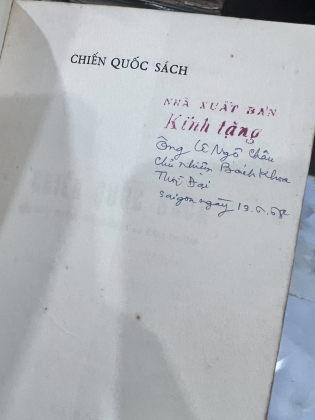 CHIẾN QUỐC SÁCH
NHÀ XUẤT BẢN
Kính tặng
Ông Lê Ngộ Châu
Chủ nhiệm Bách Khoa
Thời Đại
Saigon ngày 13.6.68